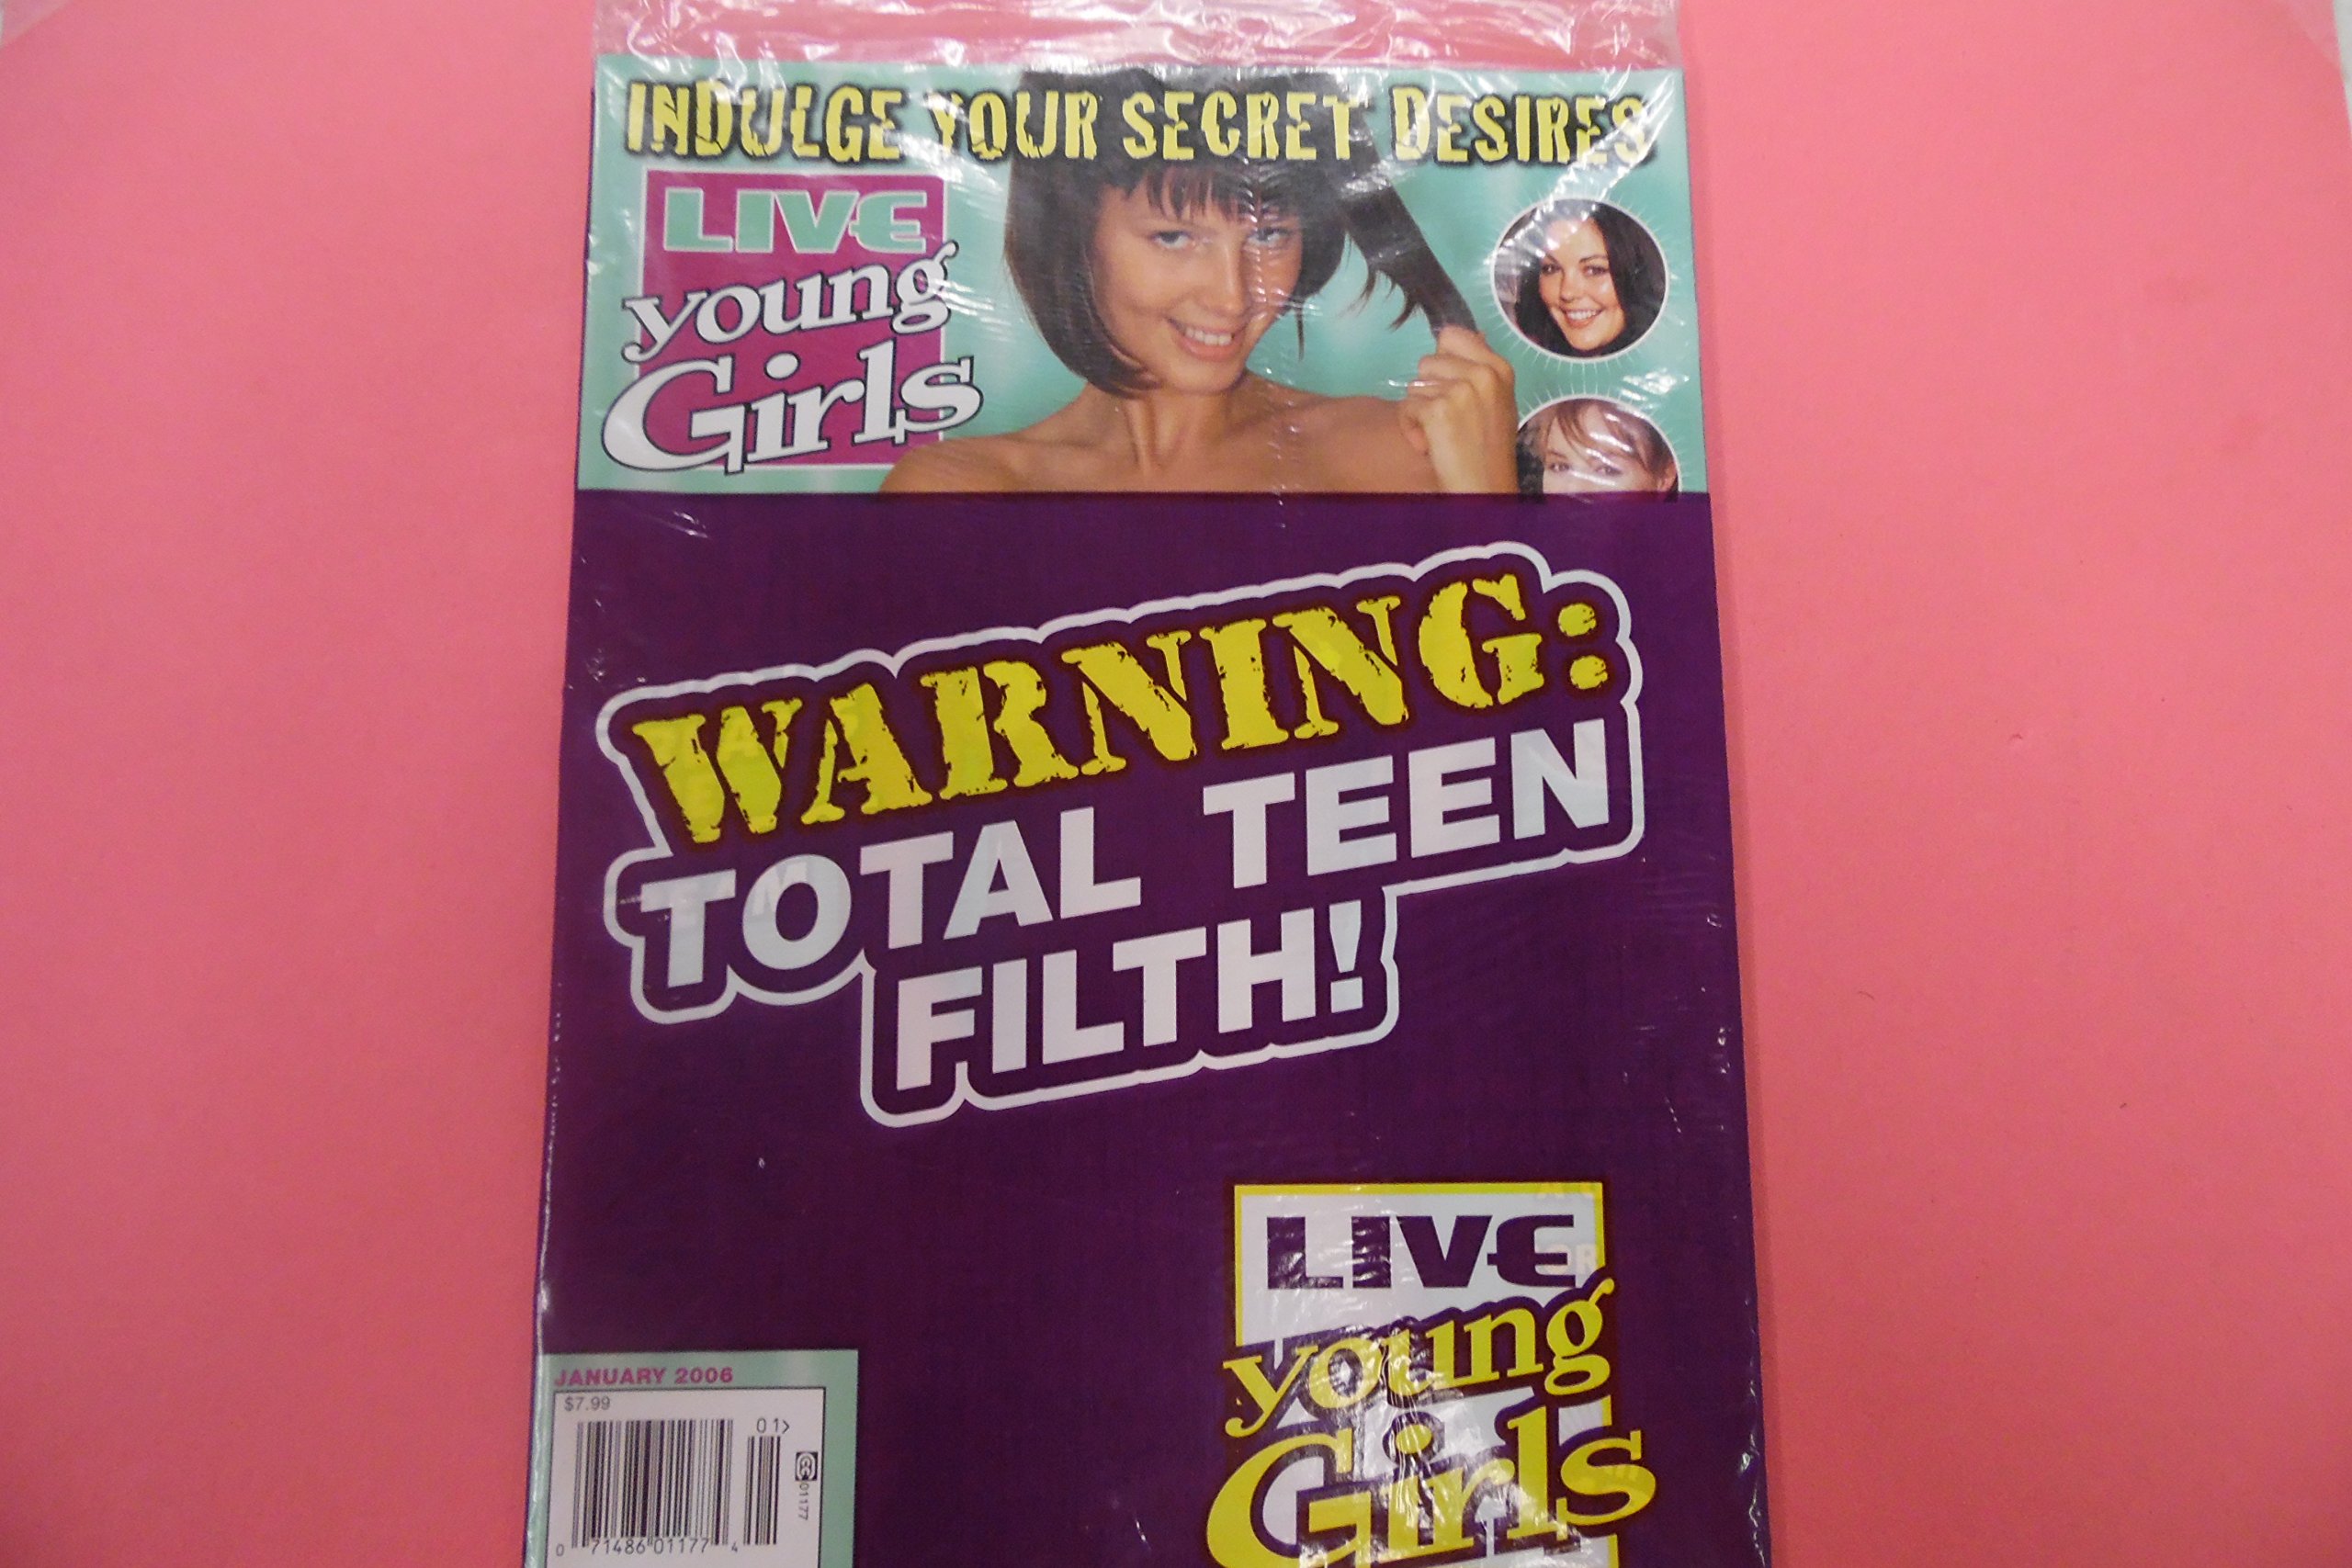 INDULGE YOUR SECRET DESIRES
LIVE
young
Girls
WARNING:
TOTAL TEEN
FILTH!
LIVE
young
Girls
JANUARY 2006
$7.99
01>
01177
0 71486 01177 4